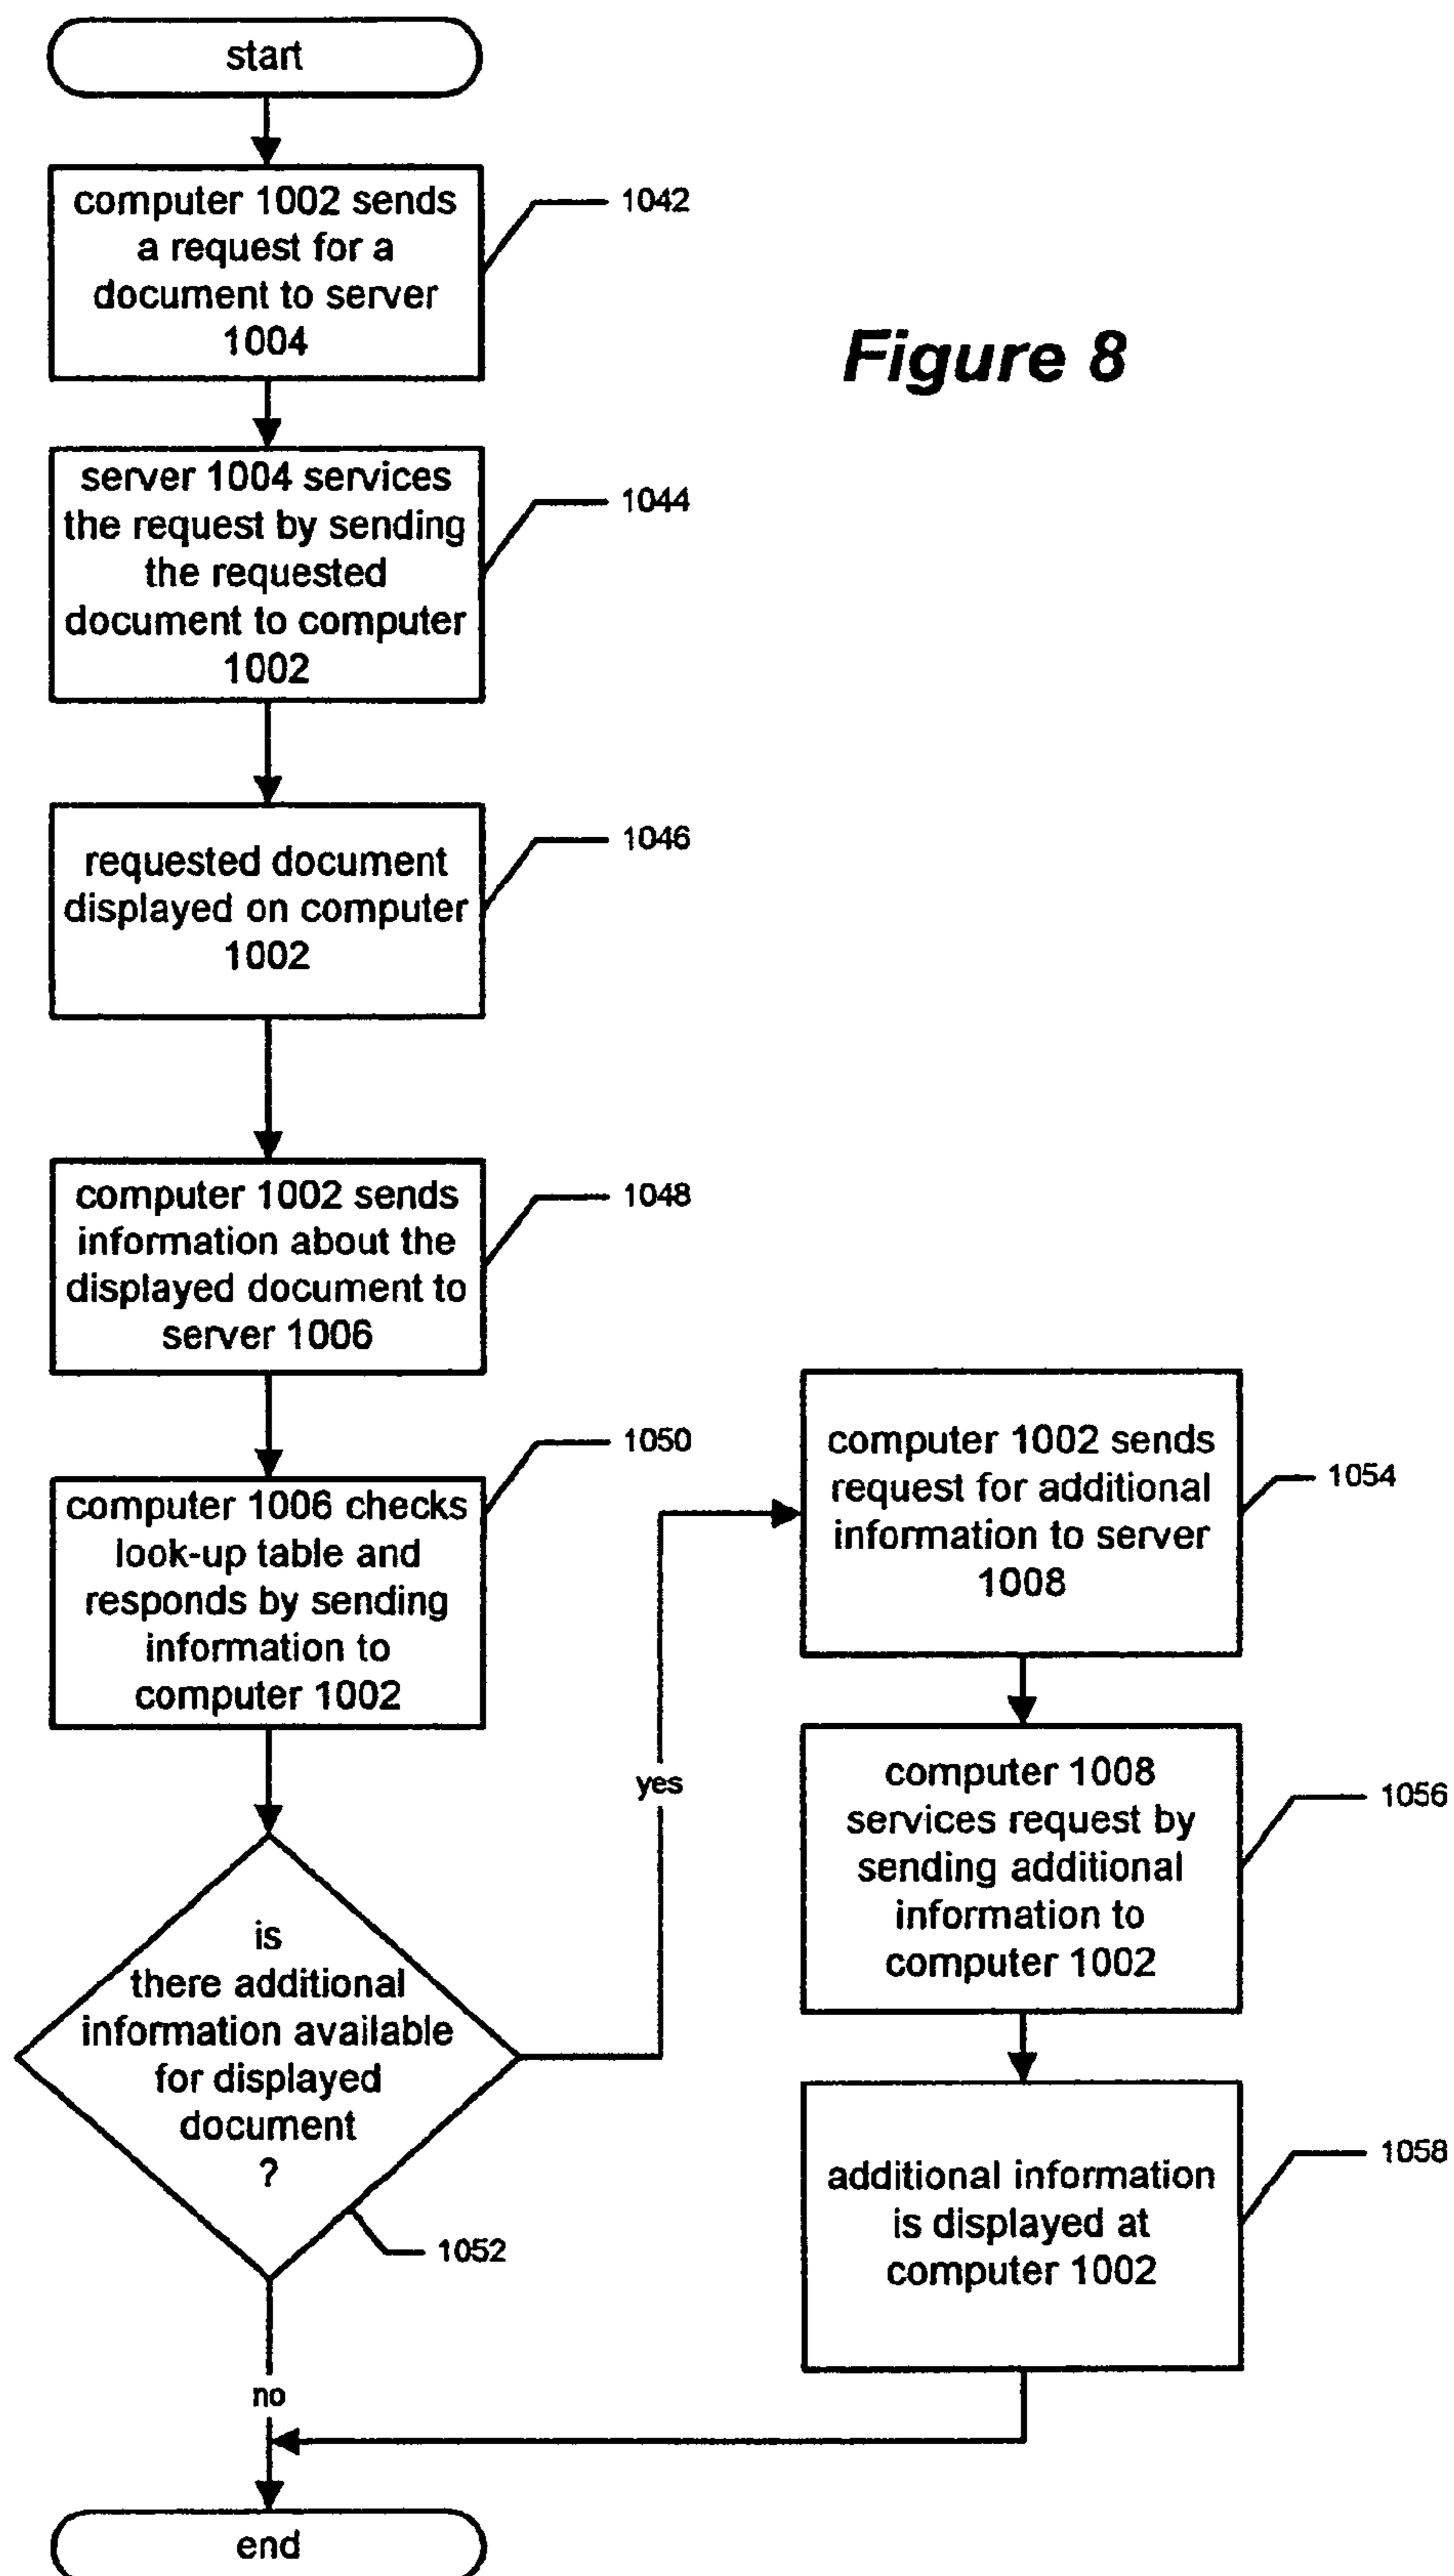 start
computer 1002 sends
a request for a
document to server
1004
1042
Figure 8
server 1004 services
the request by sending
the requested
document to computer
1002
1044
requested document
displayed on computer
1002
1046
computer 1002 sends
information about the
displayed document to
server 1006
1048
computer 1006 checks
look-up table and
responds by sending
information to
computer 1002
1050
is
there additional
information available
for displayed
document
?
1052
yes
no
computer 1002 sends
request for additional
information to server
1008
1054
computer 1008
services request by
sending additional
information to
computer 1002
1056
additional information
is displayed at
computer 1002
1058
end